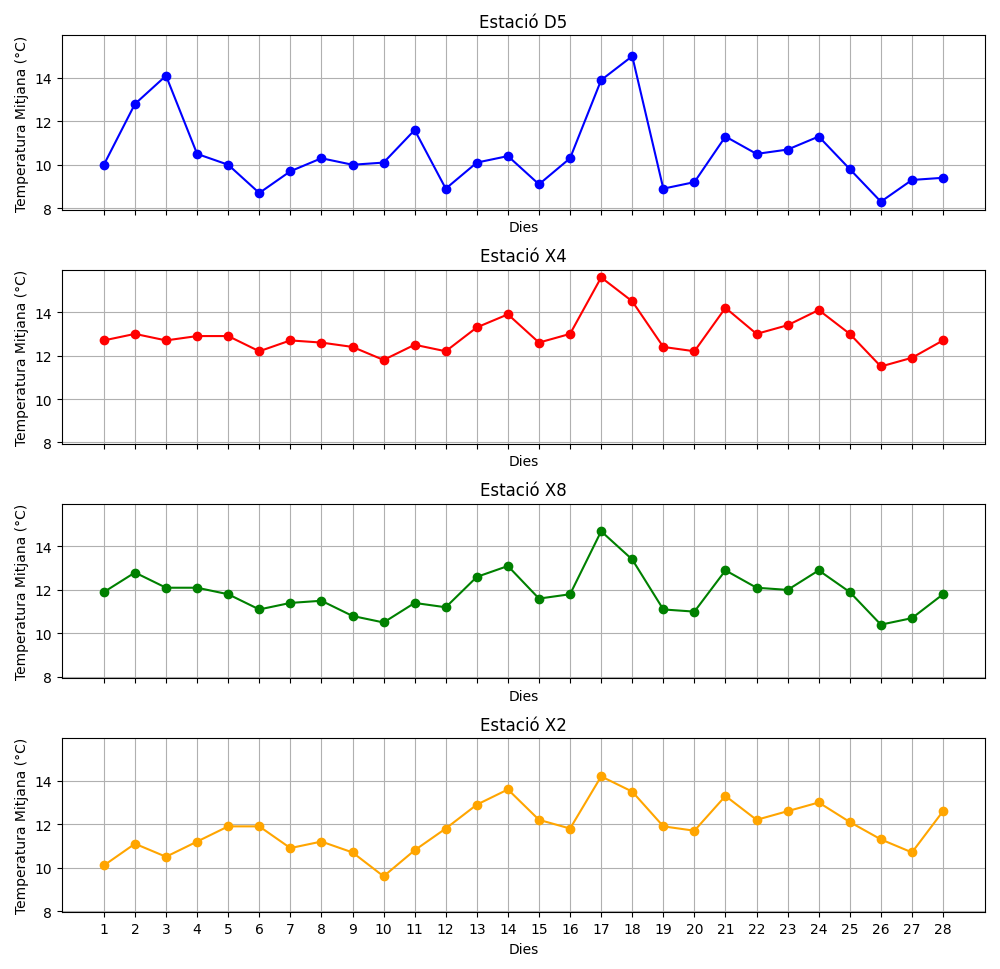 Estació D5
Temperatura Mitjana (°C)
14
12
10
8
Dies
Estació X4
Temperatura Mitjana (°C)
14
12
10
8
Dies
Estació X8
Temperatura Mitjana (°C)
14
12
10
8
Dies
Estació X2
Temperatura Mitjana (°C)
14
12
10
8
1 2 3 4 5 6 7 8 9 10 11 12 13 14 15 16 17 18 19 20 21 22 23 24 25 26 27 28
Dies